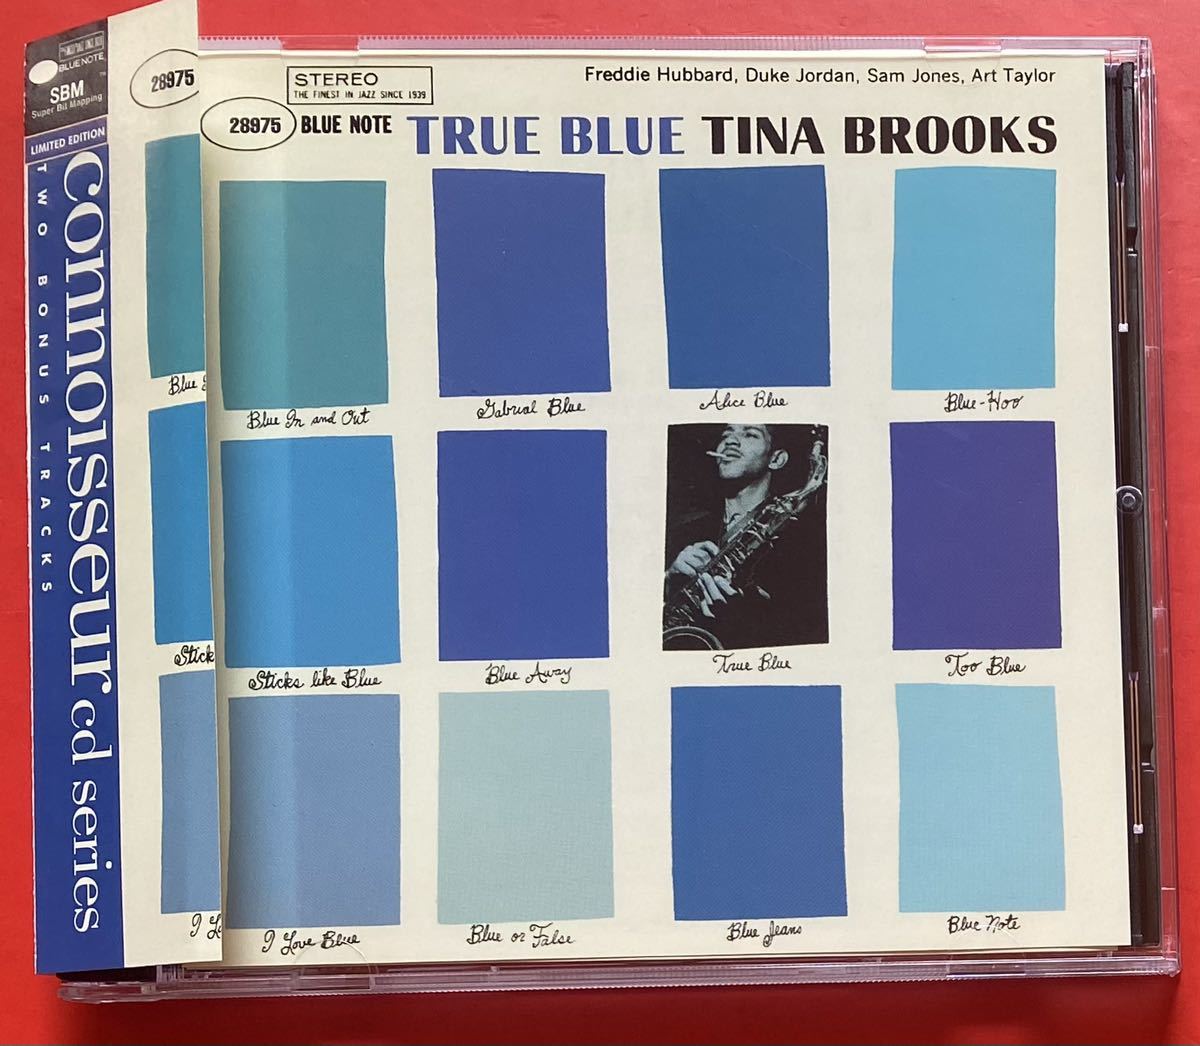 BLUE NOTE
SBM
Super Bit Mapping
LIMITED EDITION
connoisseur cd series
TWO BONUS TRACKS
28975
Blue
Stick
I
STEREO
THE FINEST IN JAZZ SINCE 1939
Freddie Hubbard, Duke Jordan, Sam Jones, Art Taylor
28975 BLUE NOTE TRUE BLUE TINA BROOKS
Blue In and Out
Gabrial Blue
Alice Blue
Blue-Hoo
Sticks like Blue
Blue Away
True Blue
Too Blue
I Love Blue
Blue or False
Blue Jeans
Blue Note